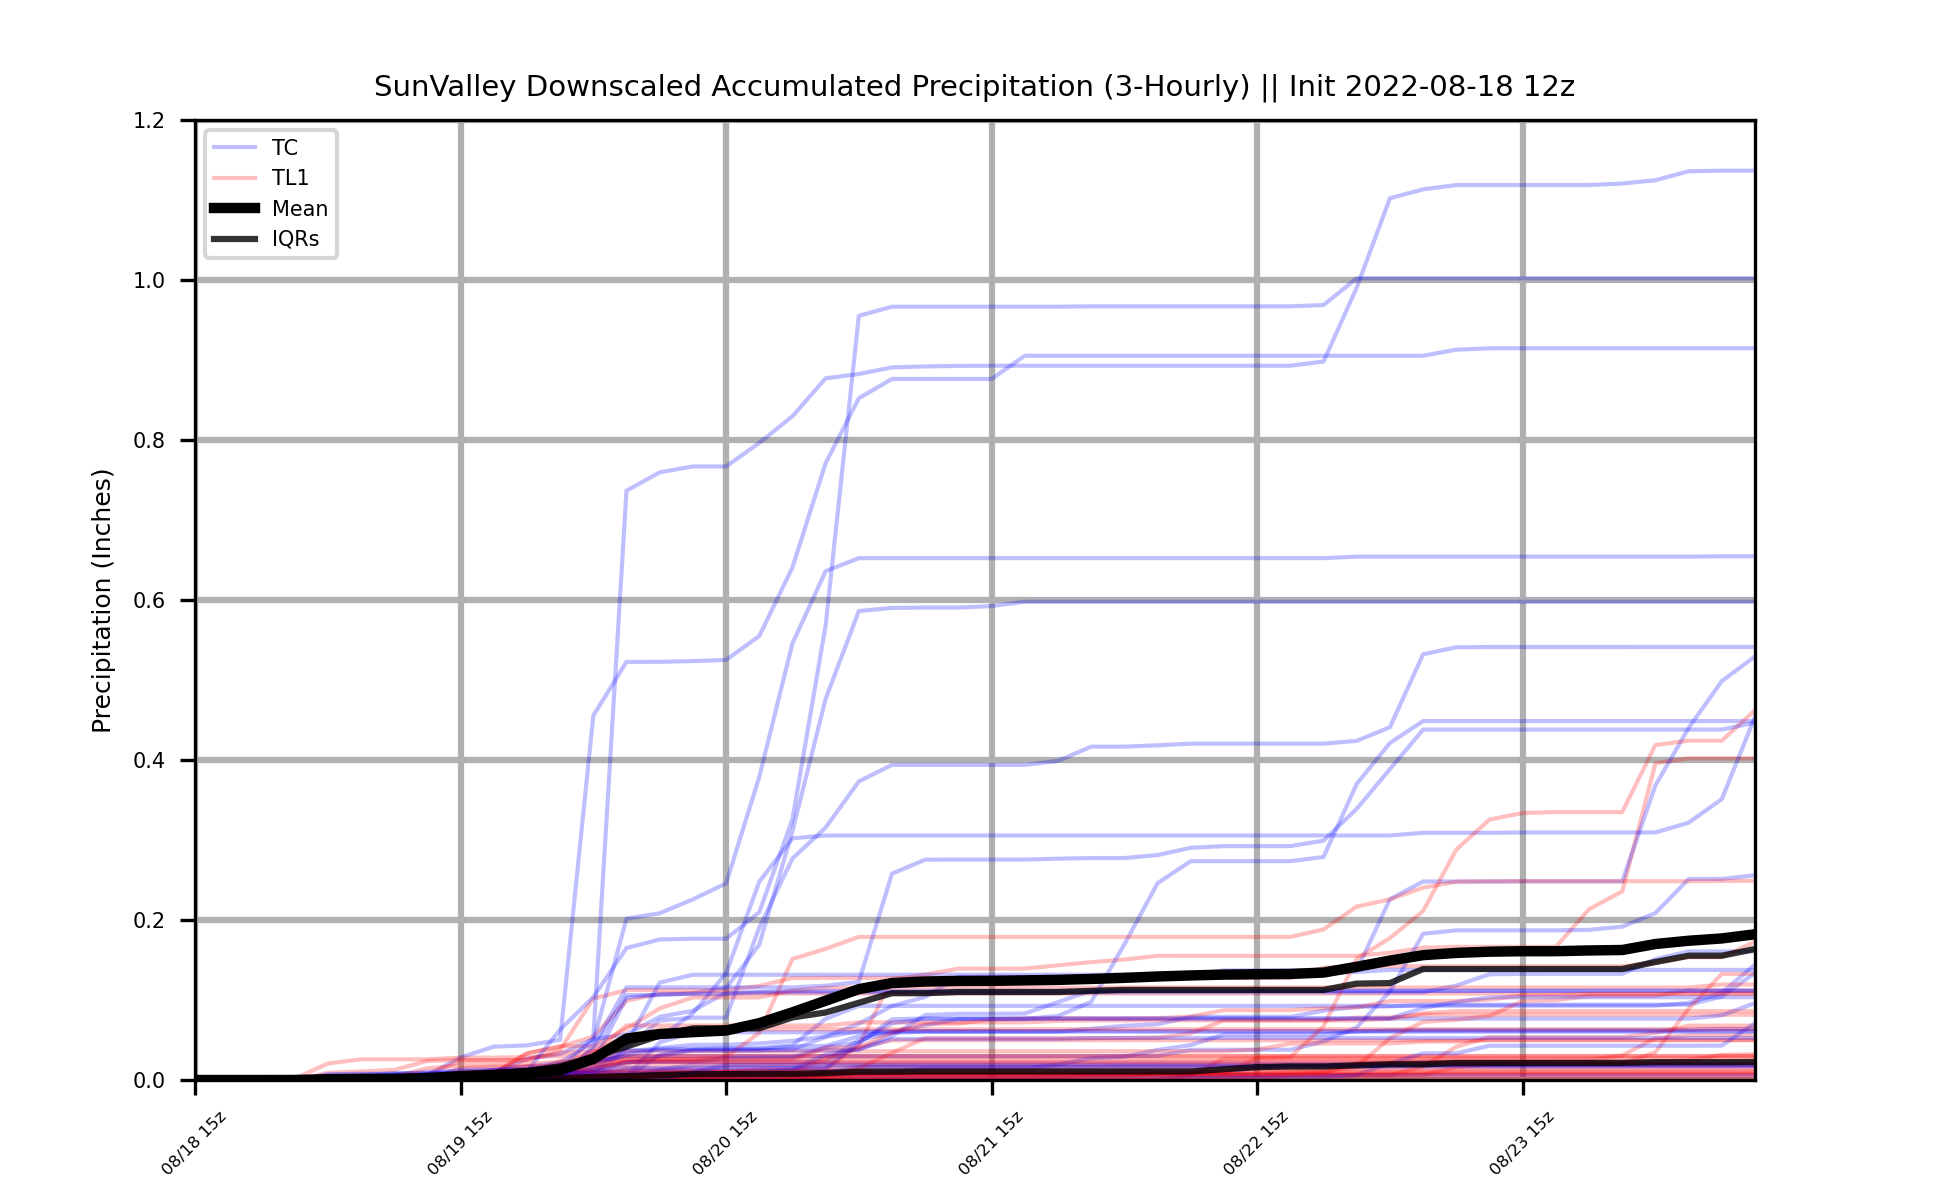 SunValley Downscaled Accumulated Precipitation (3-Hourly) || Init 2022-08-18 12z
TC
TL1
Mean
IQRs
Precipitation (Inches)
1.2
1.0
0.8
0.6
0.4
0.2
0.0
08/18 15z
08/19 15z
08/20 15z
08/21 15z
08/22 15z
08/23 15z